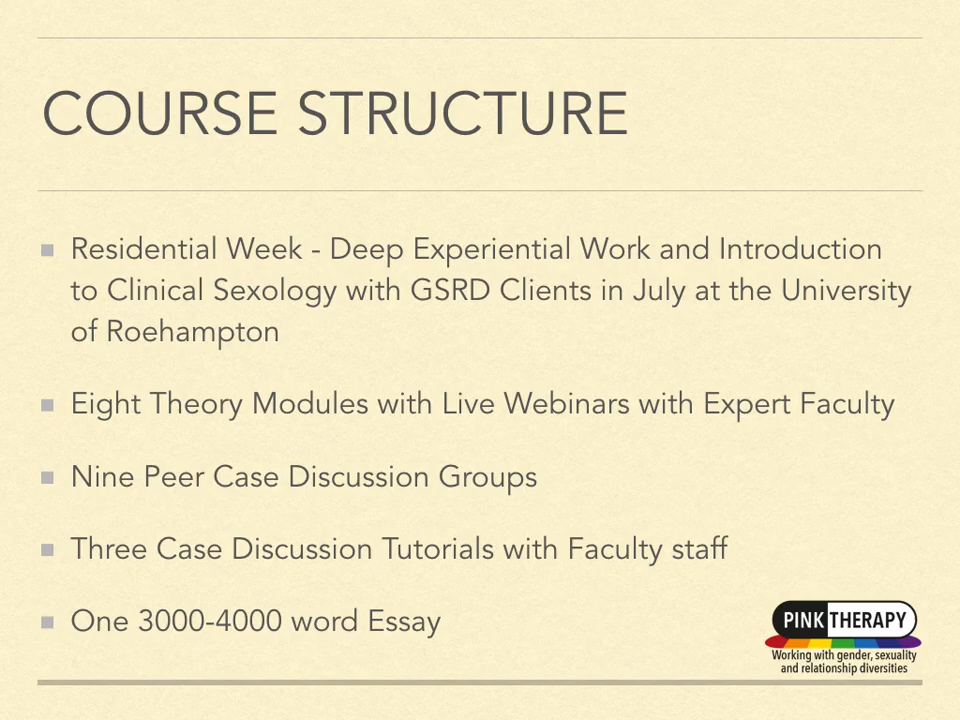 COURSE STRUCTURE
Residential Week - Deep Experiential Work and Introduction
to Clinical Sexology with GSRD Clients in July at the University
of Roehampton
Eight Theory Modules with Live Webinars with Expert Faculty
Nine Peer Case Discussion Groups
Three Case Discussion Tutorials with Faculty staff
One 3000-4000 word Essay
PINK THERAPY
Working with gender, sexuality
and relationship diversities